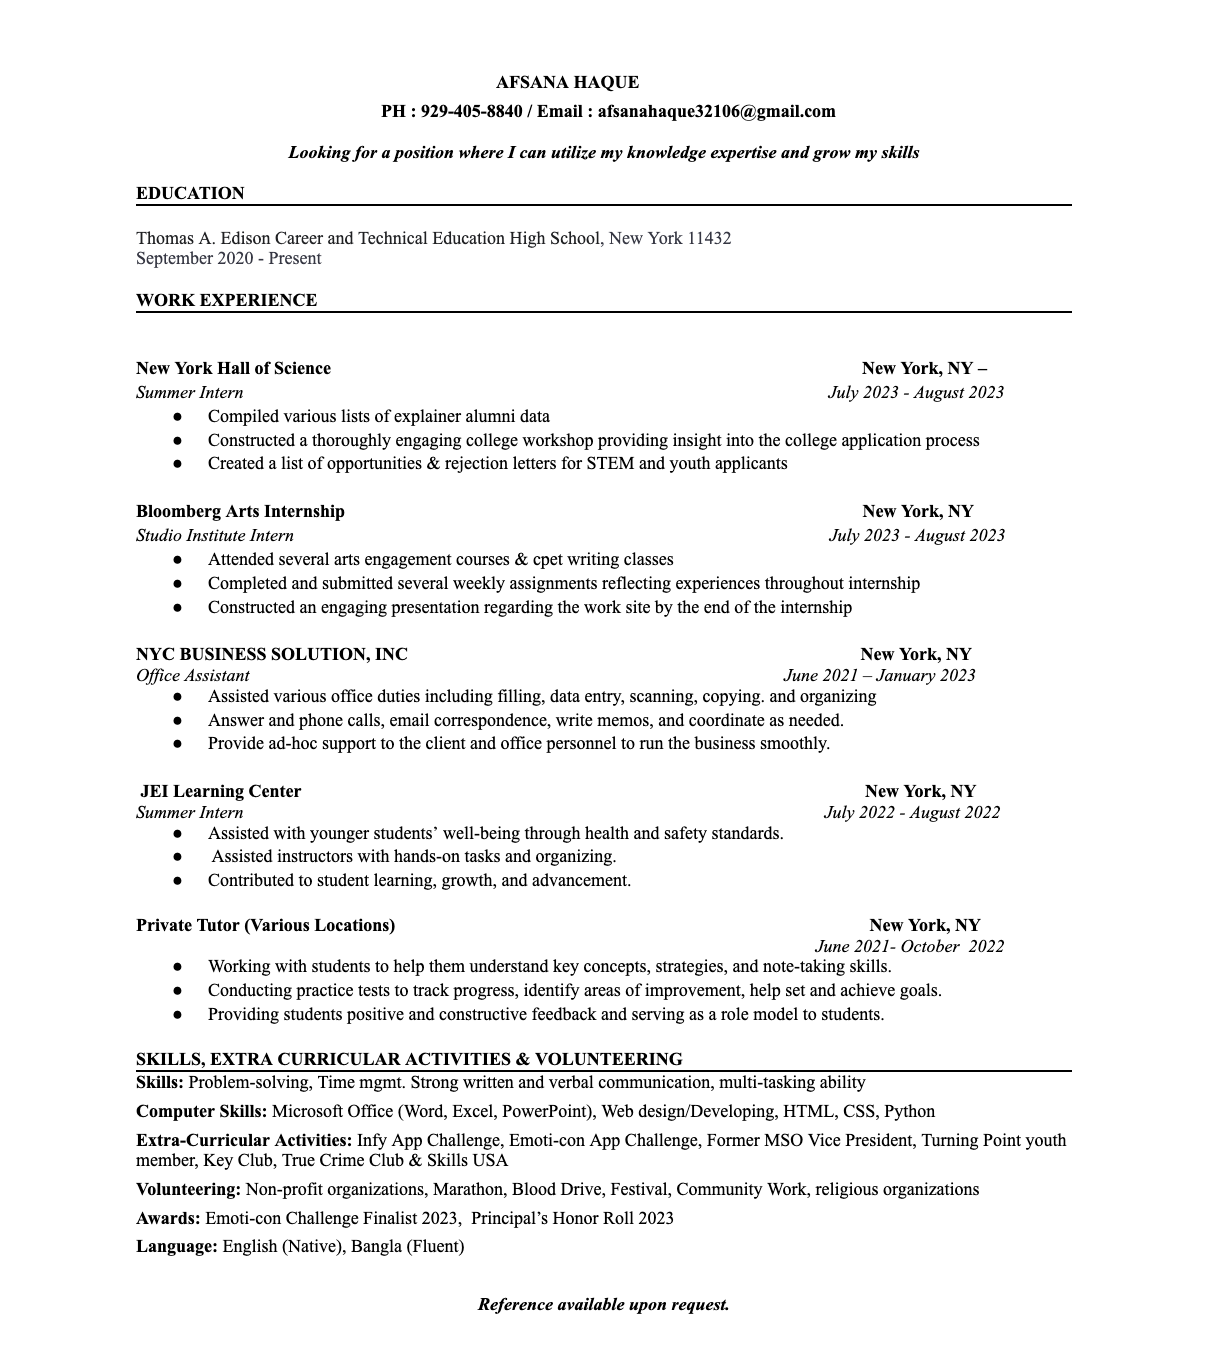 AFSANA HAQUE
PH : 929-405-8840 / Email : afsanahaque32106@gmail.com
Looking for a position where I can utilize my knowledge expertise and grow my skills
EDUCATION
Thomas A. Edison Career and Technical Education High School, New York 11432
September 2020 - Present
WORK EXPERIENCE
New York Hall of Science New York, NY –
Summer Intern July 2023 - August 2023
● Compiled various lists of explainer alumni data
● Constructed a thoroughly engaging college workshop providing insight into the college application process
● Created a list of opportunities & rejection letters for STEM and youth applicants
Bloomberg Arts Internship New York, NY
Studio Institute Intern July 2023 - August 2023
● Attended several arts engagement courses & cpet writing classes
● Completed and submitted several weekly assignments reflecting experiences throughout internship
● Constructed an engaging presentation regarding the work site by the end of the internship
NYC BUSINESS SOLUTION, INC New York, NY
Office Assistant June 2021 – January 2023
● Assisted various office duties including filling, data entry, scanning, copying. and organizing
● Answer and phone calls, email correspondence, write memos, and coordinate as needed.
● Provide ad-hoc support to the client and office personnel to run the business smoothly.
JEI Learning Center New York, NY
Summer Intern July 2022 - August 2022
● Assisted with younger students’ well-being through health and safety standards.
● Assisted instructors with hands-on tasks and organizing.
● Contributed to student learning, growth, and advancement.
Private Tutor (Various Locations) New York, NY
June 2021- October 2022
● Working with students to help them understand key concepts, strategies, and note-taking skills.
● Conducting practice tests to track progress, identify areas of improvement, help set and achieve goals.
● Providing students positive and constructive feedback and serving as a role model to students.
SKILLS, EXTRA CURRICULAR ACTIVITIES & VOLUNTEERING
Skills: Problem-solving, Time mgmt. Strong written and verbal communication, multi-tasking ability
Computer Skills: Microsoft Office (Word, Excel, PowerPoint), Web design/Developing, HTML, CSS, Python
Extra-Curricular Activities: Infy App Challenge, Emoti-con App Challenge, Former MSO Vice President, Turning Point youth
member, Key Club, True Crime Club & Skills USA
Volunteering: Non-profit organizations, Marathon, Blood Drive, Festival, Community Work, religious organizations
Awards: Emoti-con Challenge Finalist 2023, Principal’s Honor Roll 2023
Language: English (Native), Bangla (Fluent)
Reference available upon request.